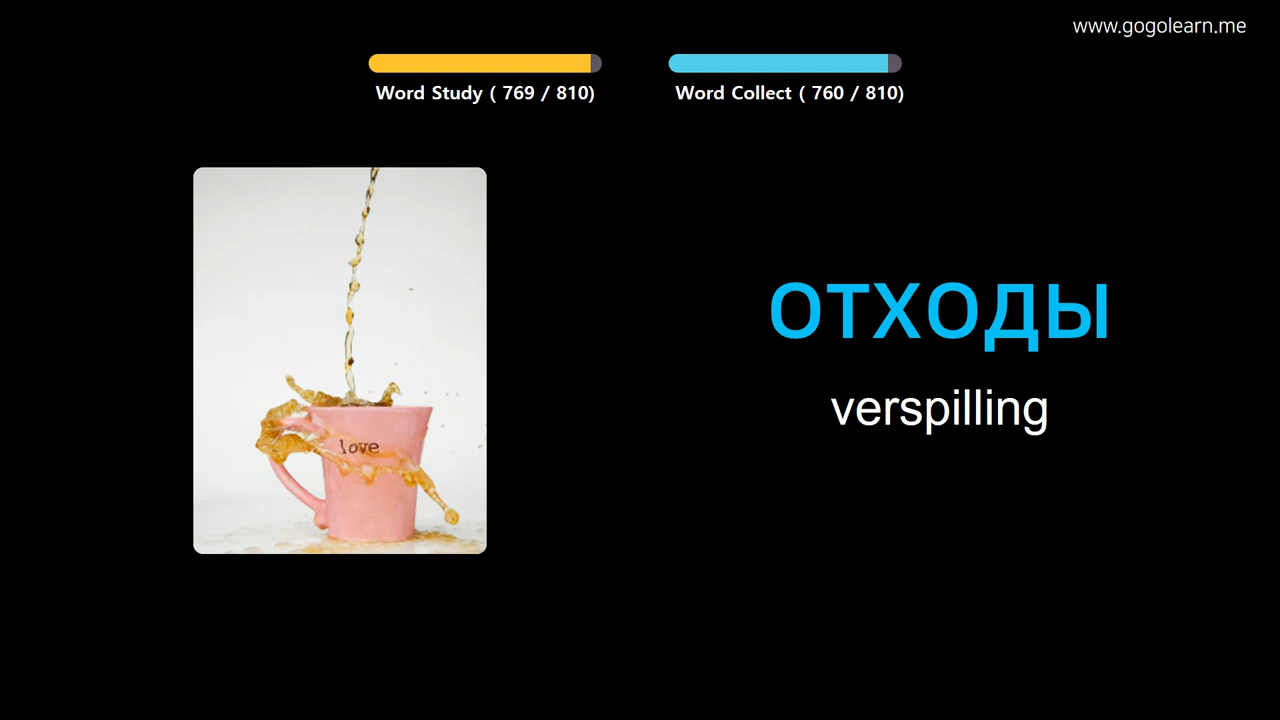 www.gogolearn.me
Word Study ( 769 / 810)
Word Collect ( 760 / 810)
love
ОТХОДЫ
verspilling